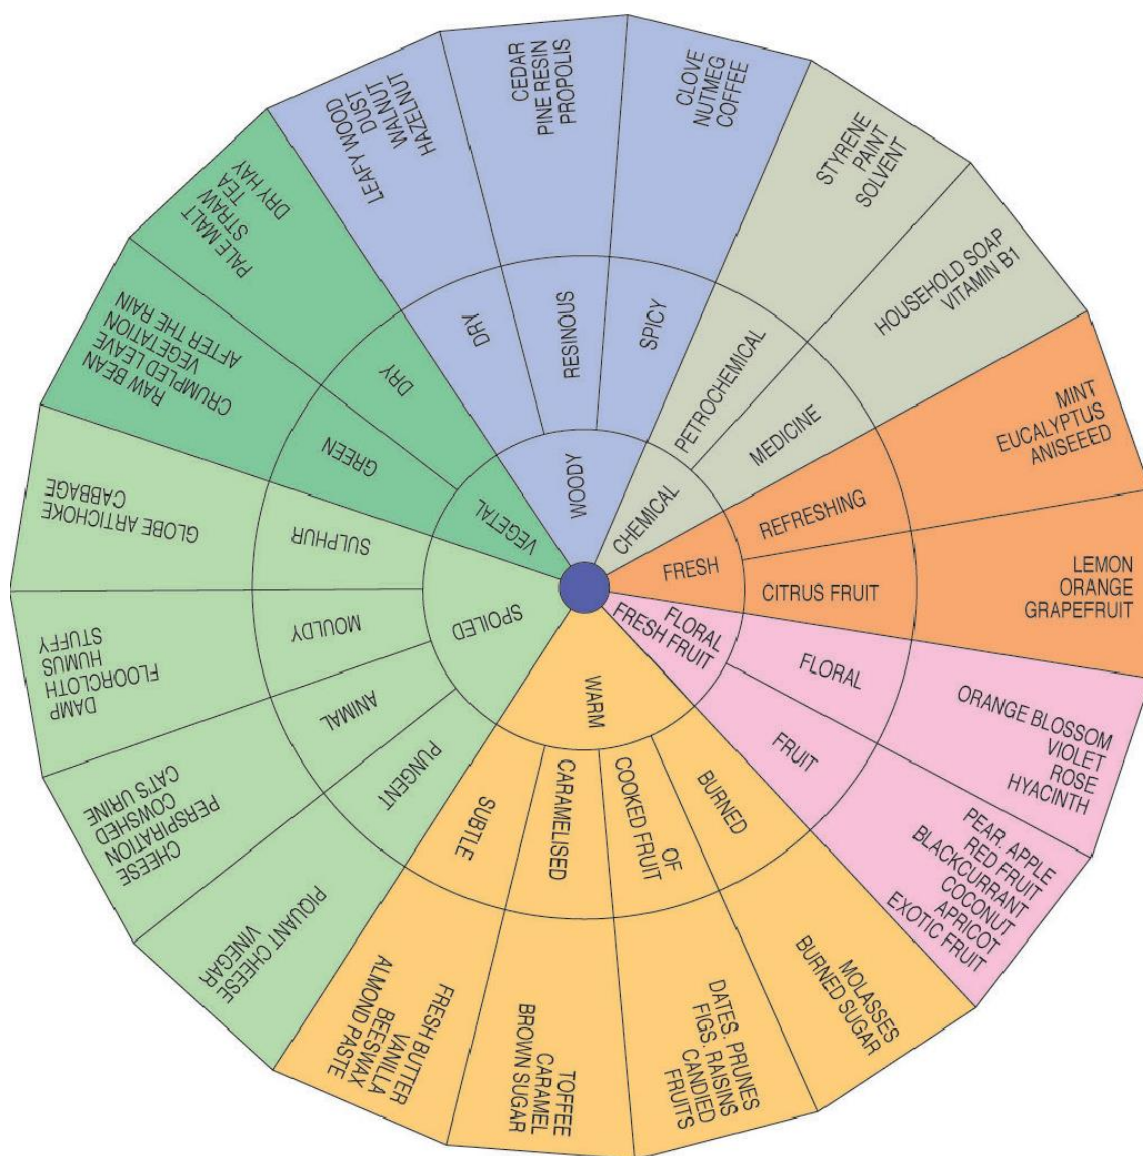 WOODY
DRY
LEAFY WOOD
DUST
WALNUT
HAZELNUT
RESINOUS
CEDAR
PINE RESIN
PROPOLIS
SPICY
CLOVE
NUTMEG
COFFEE
CHEMICAL
PETROCHEMICAL
STYRENE
PAINT
SOLVENT
MEDICINE
HOUSEHOLD SOAP
VITAMIN B1
FRESH
REFRESHING
MINT
EUCALYPTUS
ANISEEED
CITRUS FRUIT
LEMON
ORANGE
GRAPEFRUIT
FLORAL
FRESH FRUIT
FLORAL
ORANGE BLOSSOM
VIOLET
ROSE
HYACINTH
FRUIT
PEAR. APPLE
RED FRUIT
BLACKCURRANT
COCONUT
APRICOT
EXOTIC FRUIT
WARM
BURNED
MOLASSES
BURNED SUGAR
OF
COOKED FRUIT
DATES. PRUNES
FIGS. RAISINS
CANDIED
FRUITS
CARAMELISED
TOFFEE
CARAMEL
BROWN SUGAR
SUBTLE
FRESH BUTTER
VANILLA
BEESWAX
ALMOND PASTE
SPOILED
PUNGENT
PIQUANT CHEESE
VINEGAR
ANIMAL
CHEESE
PERSPIRATION
COWSHED
CAT'S URINE
MOULDY
DAMP
FLOORCLOTH
HUMUS
STUFFY
SULPHUR
GLOBE ARTICHOKE
CABBAGE
VEGETAL
GREEN
RAW BEAN
CRUMPLED LEAVE
VEGETATION
AFTER THE RAIN
DRY
PALE MALT
STRAW
TEA
DRY HAY